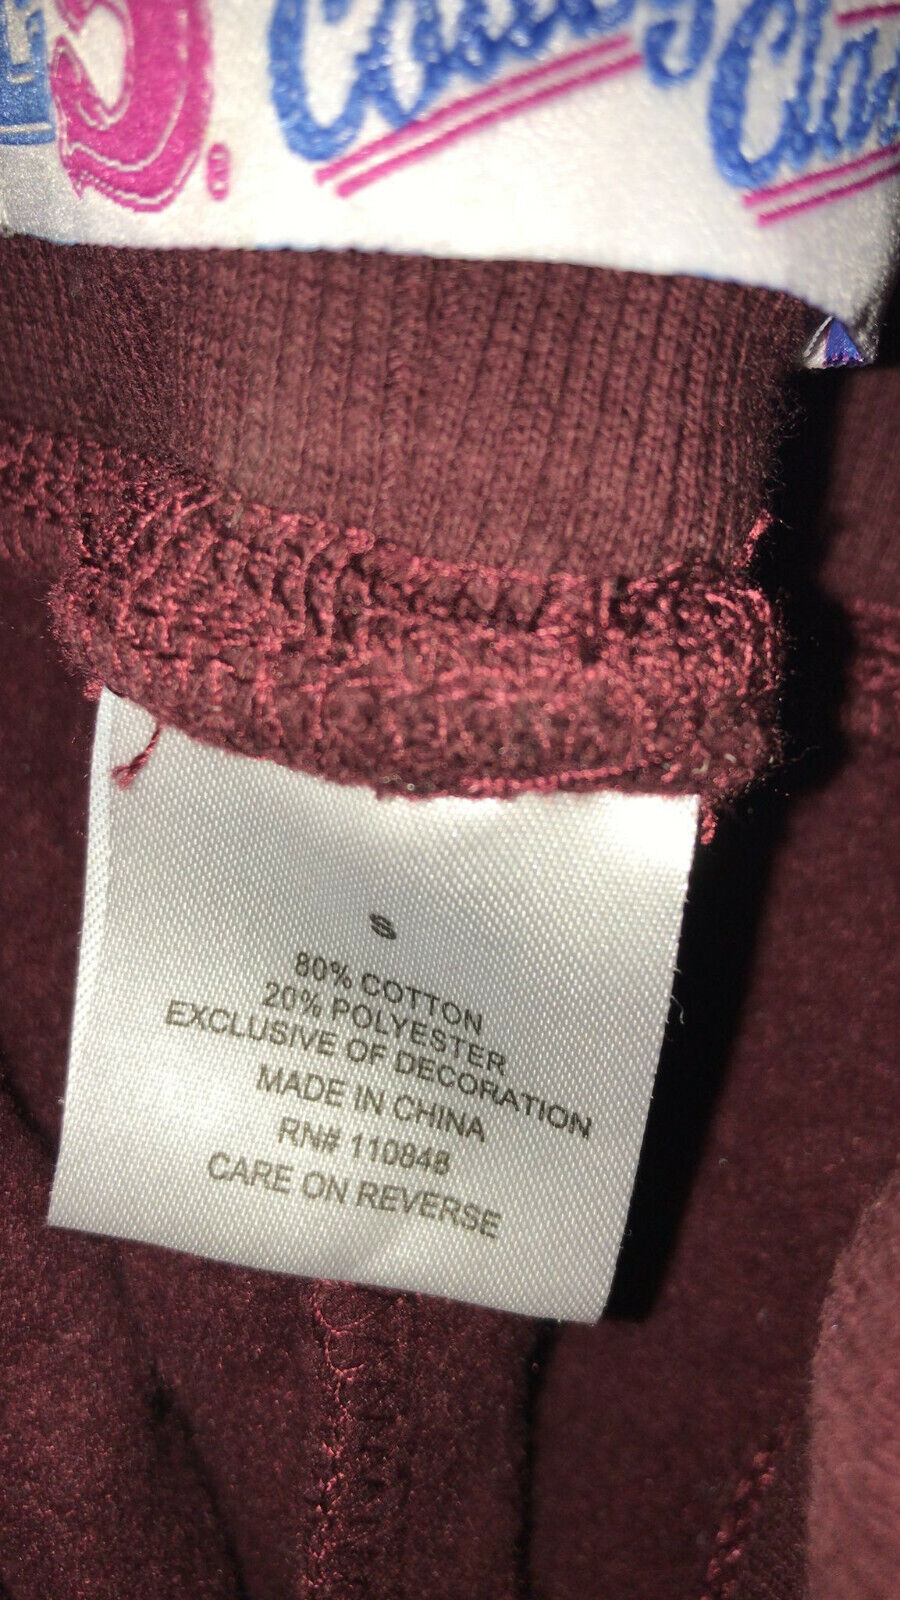 ®
S
80% COTTON
20% POLYESTER
EXCLUSIVE OF DECORATION
MADE IN CHINA
RN# 110848
CARE ON REVERSE